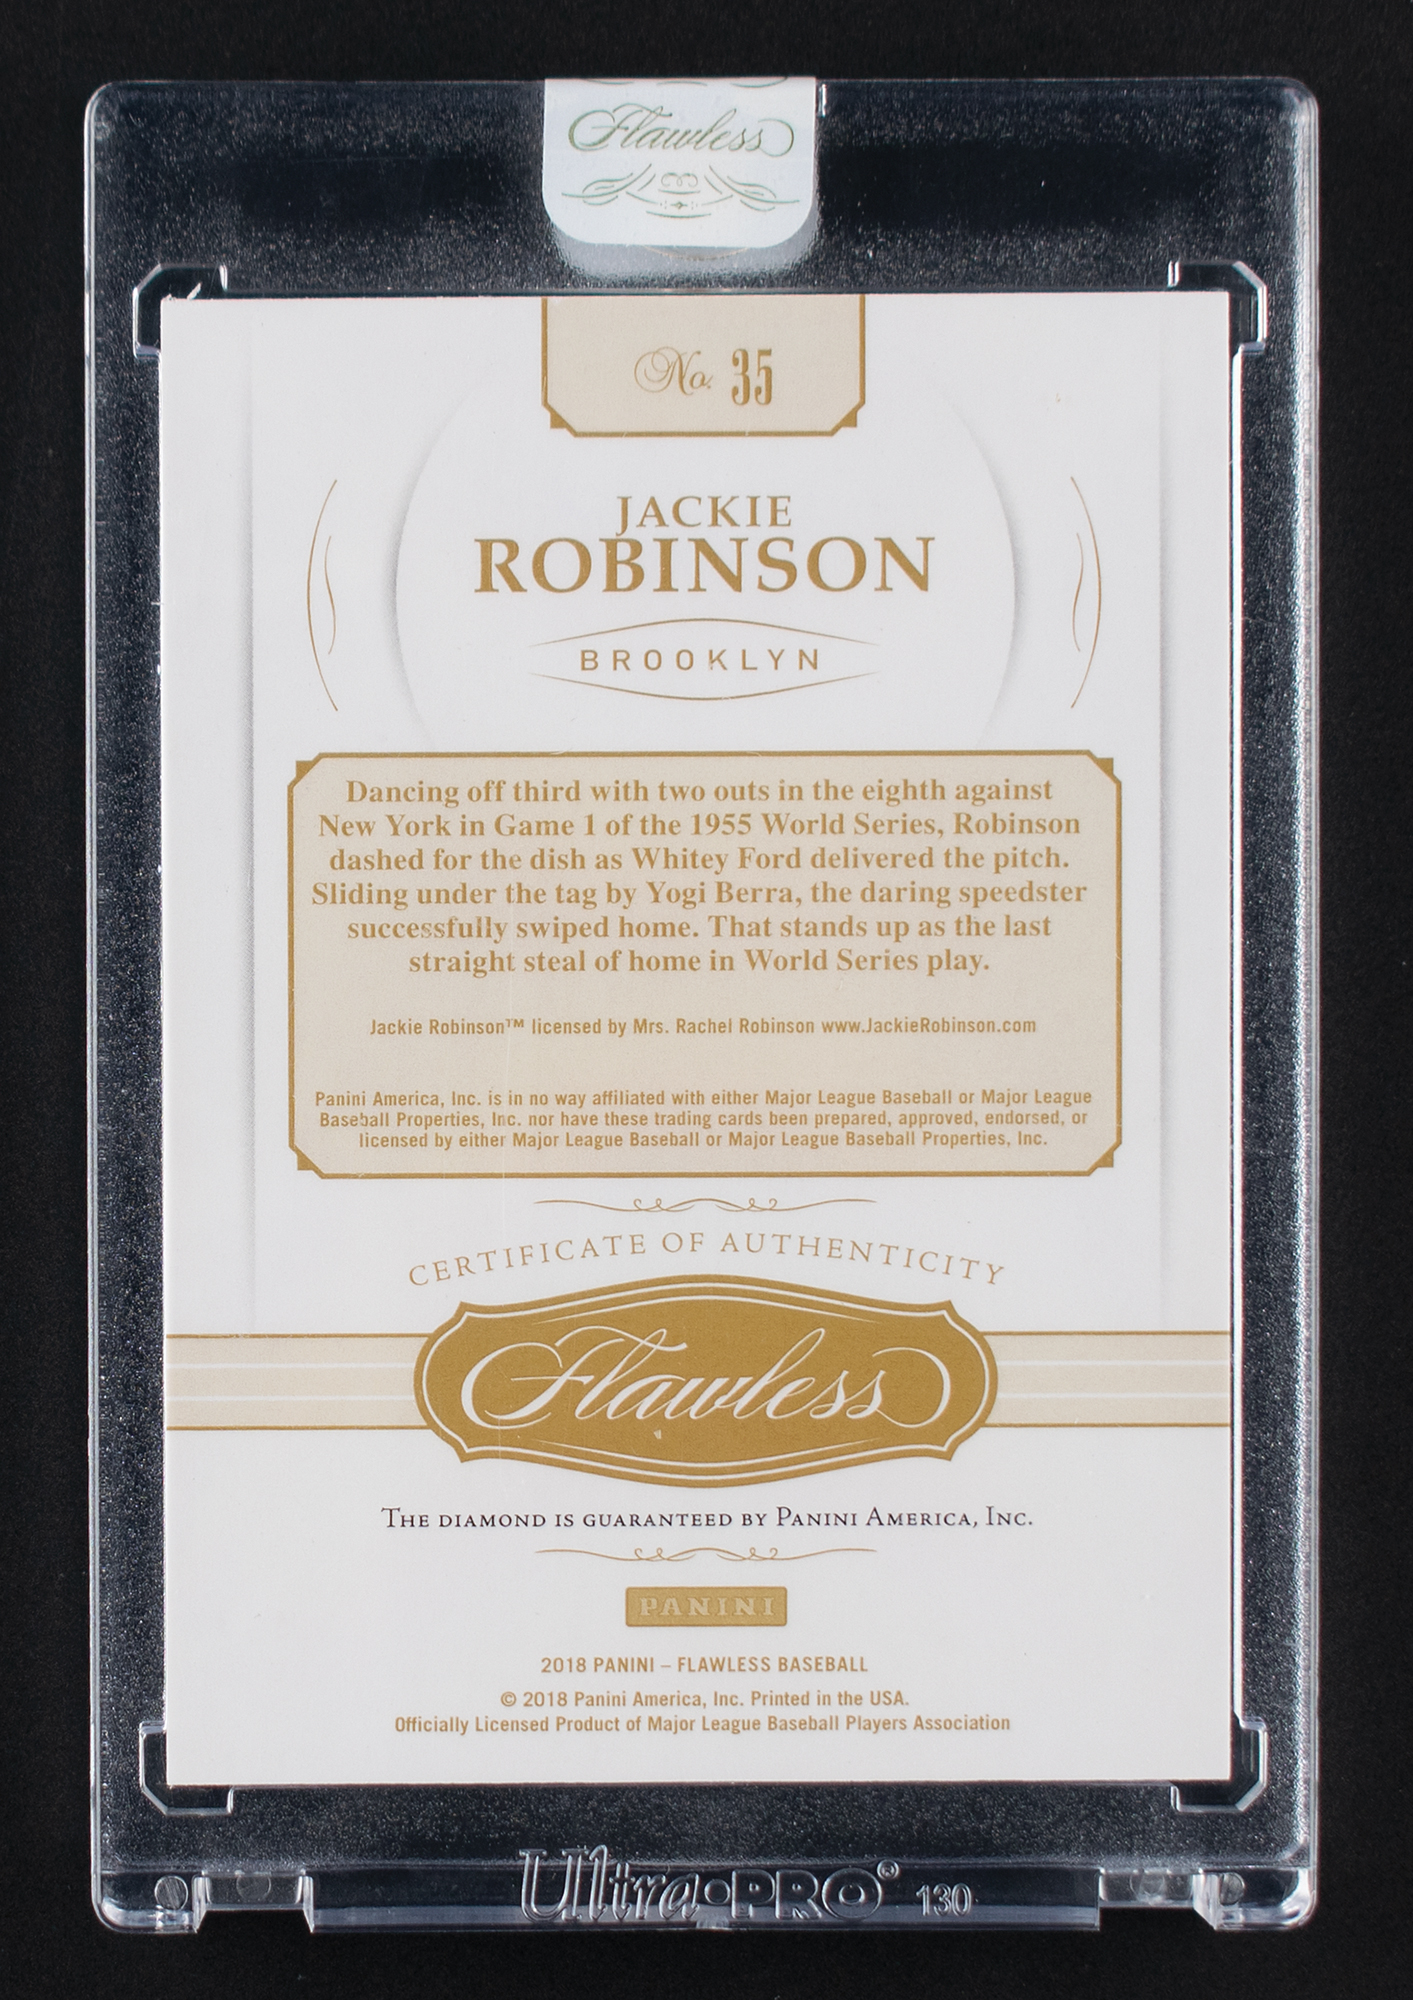 Flawless
No. 35
JACKIE
ROBINSON
BROOKLYN
Dancing off third with two outs in the eighth against
New York in Game 1 of the 1955 World Series, Robinson
dashed for the dish as Whitey Ford delivered the pitch.
Sliding under the tag by Yogi Berra, the daring speedster
successfully swiped home. That stands up as the last
straight steal of home in World Series play.
Jackie Robinson™ licensed by Mrs. Rachel Robinson www.JackieRobinson.com
Panini America, Inc. is in no way affiliated with either Major League Baseball or Major League
Baseball Properties, Inc. nor have these trading cards been prepared, approved, endorsed, or
licensed by either Major League Baseball or Major League Baseball Properties, Inc.
CERTIFICATE OF AUTHENTICITY
Flawless
THE DIAMOND IS GUARANTEED BY PANINI AMERICA, INC.
PANINI
2018 PANINI – FLAWLESS BASEBALL
© 2018 Panini America, Inc. Printed in the USA.
Officially Licensed Product of Major League Baseball Players Association
Ultra•PRO® 130